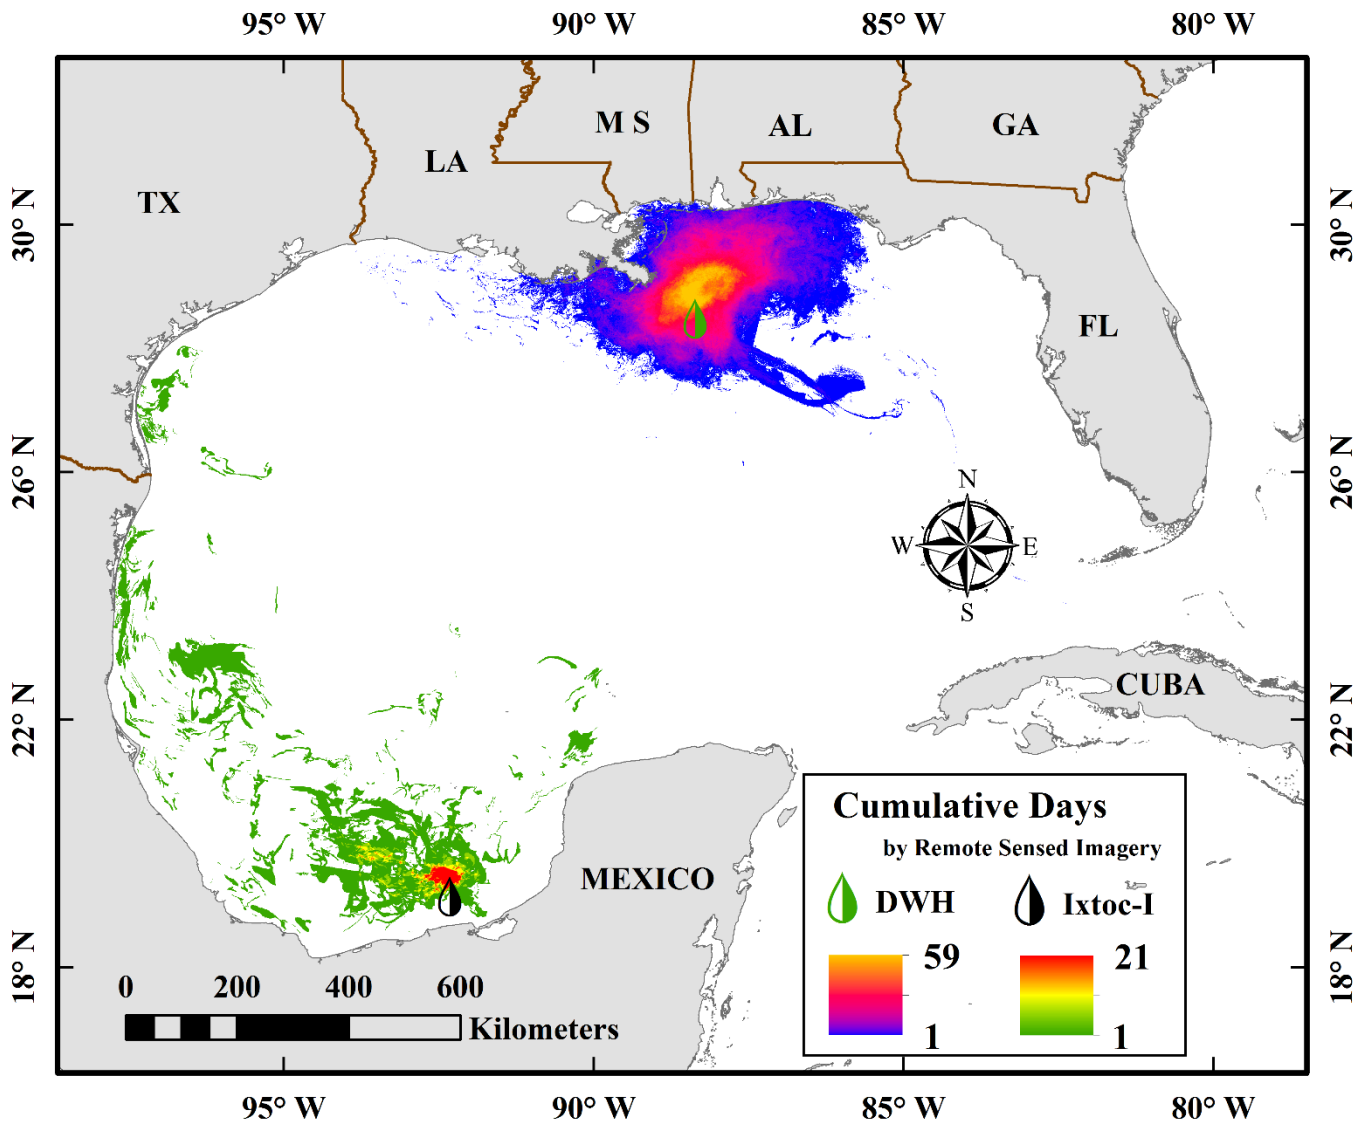 95° W 90° W 85° W 80° W
M S AL GA
LA
TX
30° N 30° N
FL
26° N 26° N
N
W E
S
CUBA
22° N 22° N
Cumulative Days
by Remote Sensed Imagery
MEXICO
DWH Ixtoc-I
59 21
18° N 18° N
0 200 400 600
Kilometers
1 1
95° W 90° W 85° W 80° W